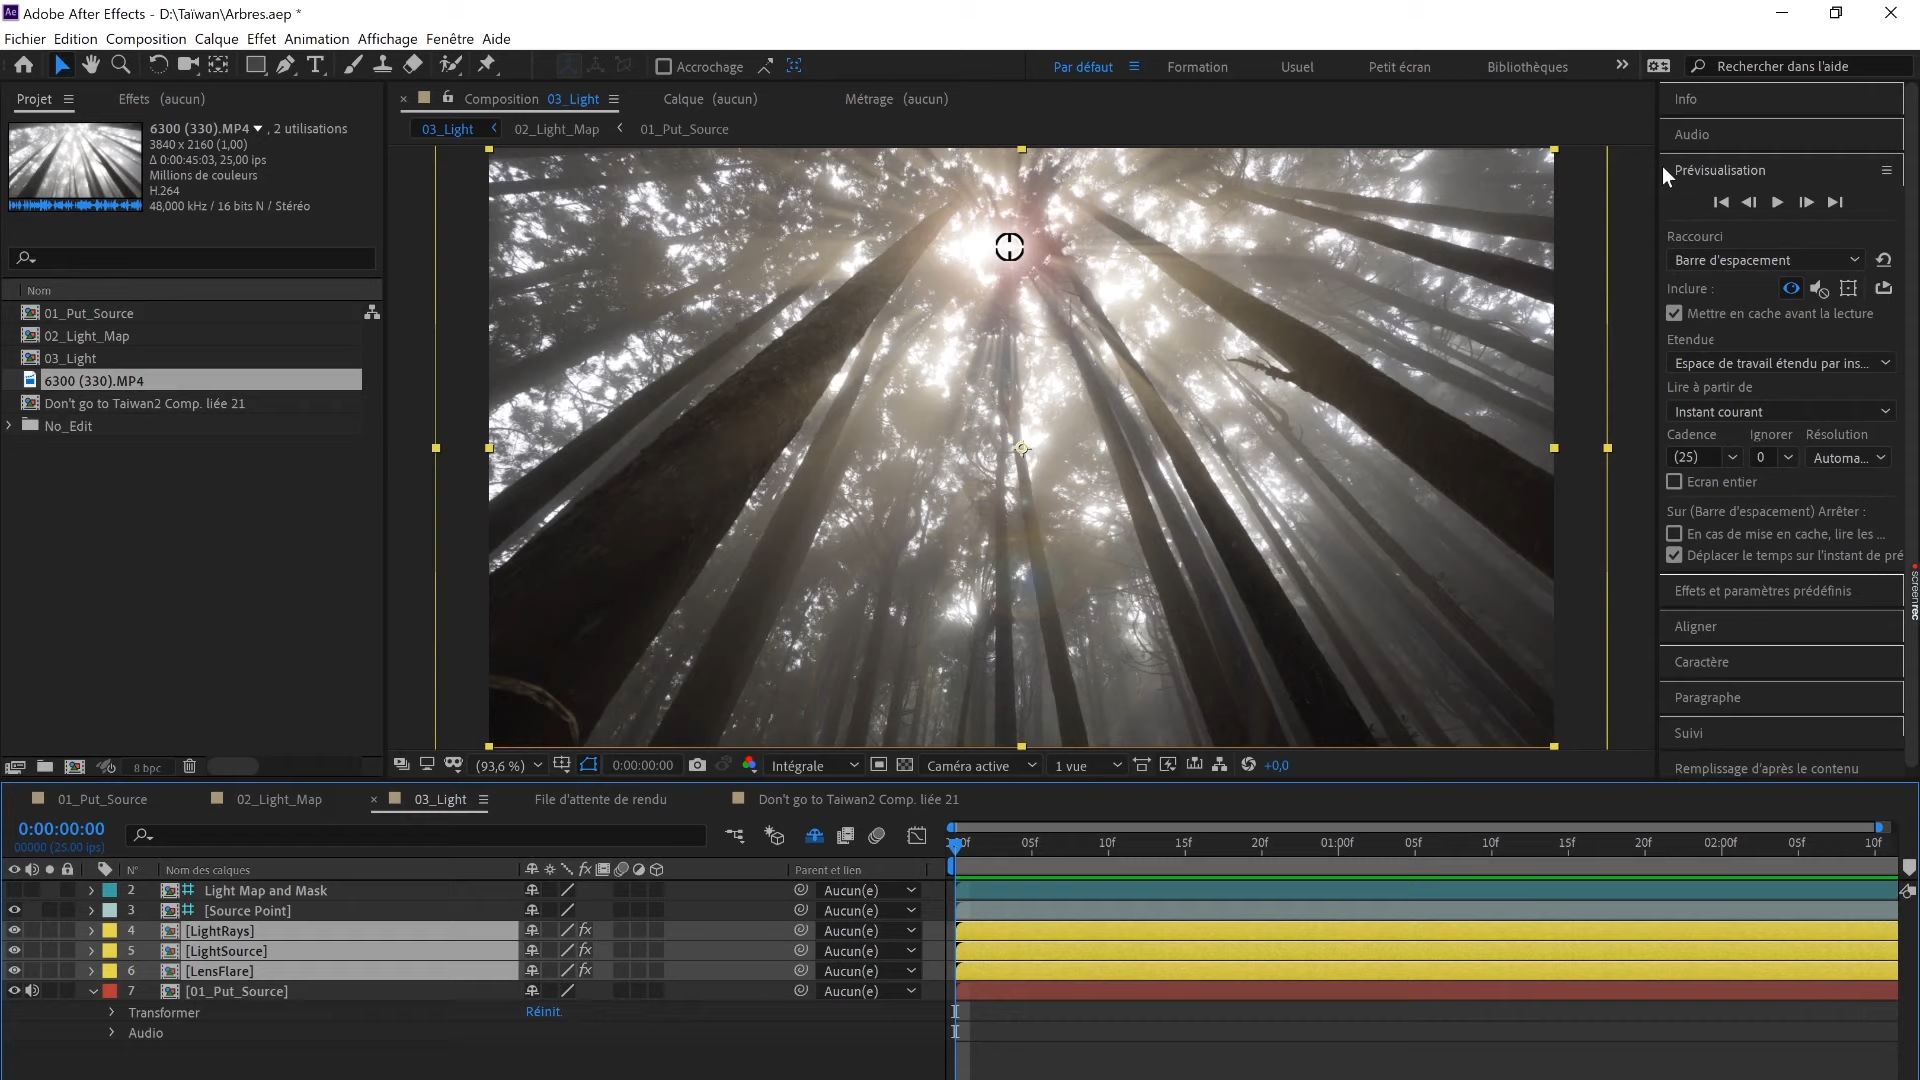 Adobe After Effects - D:\Taïwan\Arbres.aep *
Fichier Edition Composition Calque Effet Animation Affichage Fenêtre Aide
Accrochage
Par défaut Formation Usuel Petit écran Bibliothèques
Rechercher dans l'aide
Projet Effets (aucun)
Composition 03_Light Calque (aucun) Métrage (aucun)
03_Light 02_Light_Map 01_Put_Source
6300 (330).MP4 , 2 utilisations
3840 x 2160 (1,00)
Δ 0:00:45:03, 25,00 ips
Millions de couleurs
H.264
48,000 kHz / 16 bits N / Stéréo
Nom
01_Put_Source
02_Light_Map
03_Light
6300 (330).MP4
Don't go to Taiwan2 Comp. liée 21
No_Edit
8 bpc
(93,6 %) 0:00:00:00 Intégrale Caméra active 1 vue +0,0
Info
Audio
Prévisualisation
Raccourci
Barre d'espacement
Inclure :
Mettre en cache avant la lecture
Etendue
Espace de travail étendu par ins...
Lire à partir de
Instant courant
Cadence Ignorer Résolution
(25) 0 Automa...
Ecran entier
Sur (Barre d'espacement) Arrêter :
En cas de mise en cache, lire les ...
Déplacer le temps sur l'instant de pré
Effets et paramètres prédéfinis
Aligner
Caractère
Paragraphe
Suivi
Remplissage d'après le contenu
screenrec
01_Put_Source 02_Light_Map 03_Light File d'attente de rendu Don't go to Taiwan2 Comp. liée 21
0:00:00:00
00000 (25.00 ips)
05f 10f 15f 20f 01:00f 05f 10f 15f 20f 02:00f 05f 10f
N° Nom des calques Parent et lien
2 Light Map and Mask Aucun(e)
3 [Source Point] Aucun(e)
4 [LightRays] fx Aucun(e)
5 [LightSource] fx Aucun(e)
6 [LensFlare] fx Aucun(e)
7 [01_Put_Source] Aucun(e)
Transformer Réinit.
Audio